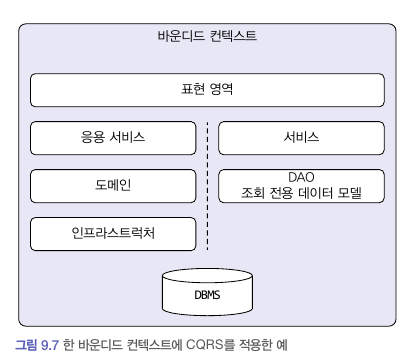 바운디드 컨텍스트
표현 영역
응용 서비스
서비스
도메인
DAO
조회 전용 데이터 모델
인프라스트럭처
DBMS
그림 9.7 한 바운디드 컨텍스트에 CQRS를 적용한 예